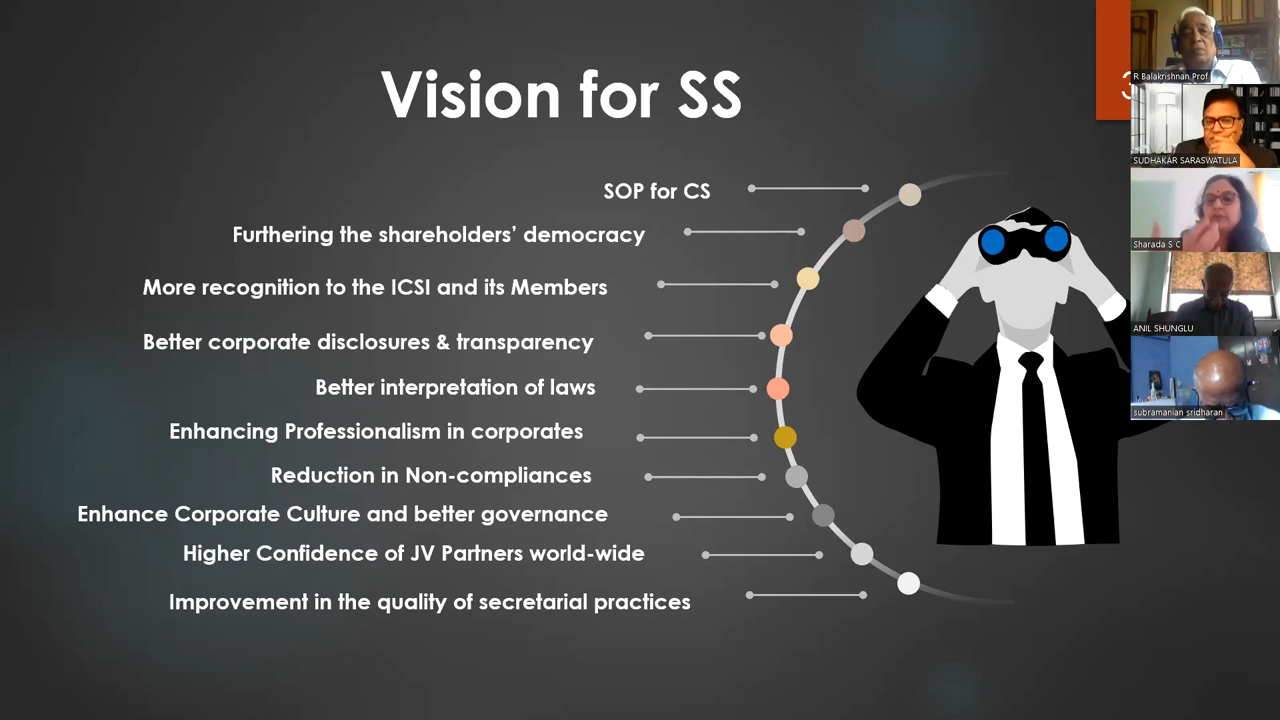 Vision for SS
3
SOP for CS
Furthering the shareholders’ democracy
More recognition to the ICSI and its Members
Better corporate disclosures & transparency
Better interpretation of laws
Enhancing Professionalism in corporates
Reduction in Non-compliances
Enhance Corporate Culture and better governance
Higher Confidence of JV Partners world-wide
Improvement in the quality of secretarial practices
R Balakrishnan Prof
SUDHAKAR SARASWATULA
Sharada S C
ANIL SHUNGLU
subramanian sridharan